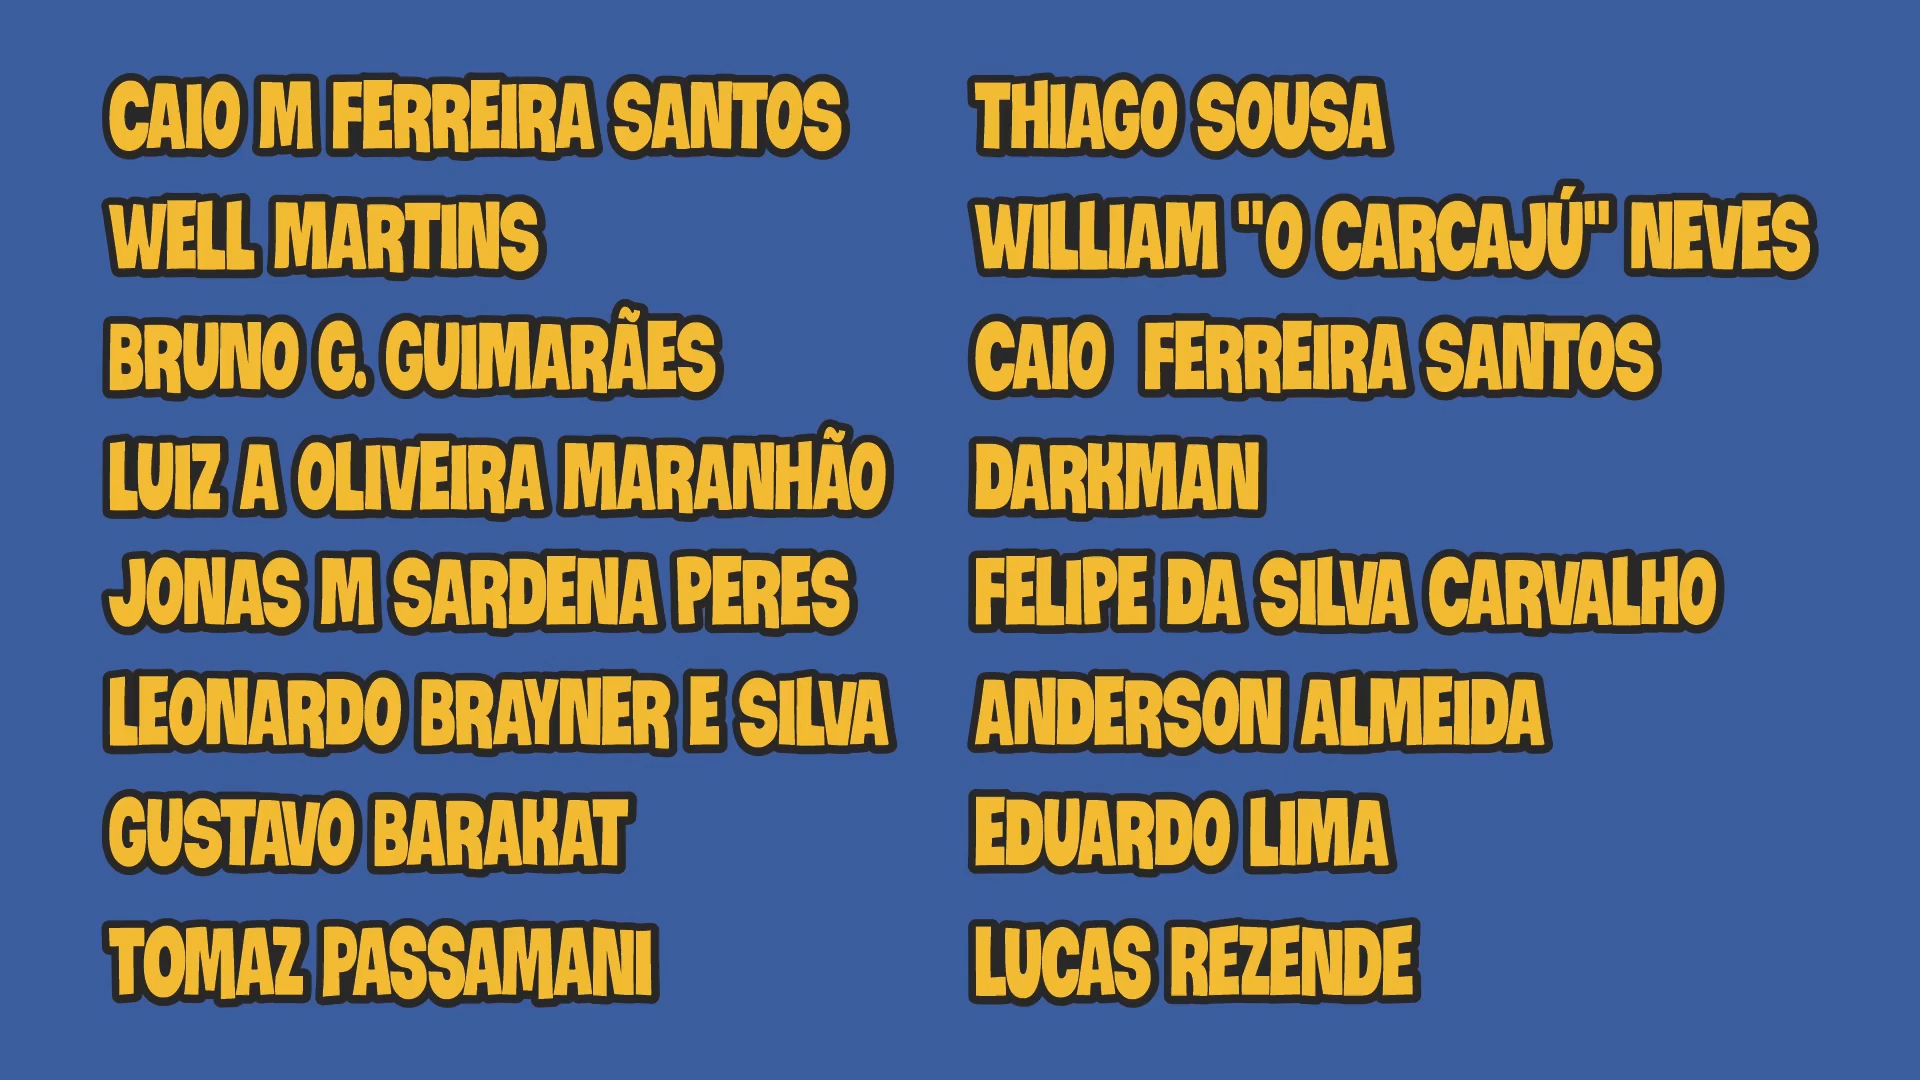 CAIO M FERREIRA SANTOS
WELL MARTINS
BRUNO G. GUIMARÃES
LUIZ A OLIVEIRA MARANHÃO
JONAS M SARDENA PERES
LEONARDO BRAYNER E SILVA
GUSTAVO BARAKAT
TOMAZ PASSAMANI
THIAGO SOUSA
WILLIAM "O CARCAJÚ" NEVES
CAIO  FERREIRA SANTOS
DARKMAN
FELIPE DA SILVA CARVALHO
ANDERSON ALMEIDA
EDUARDO LIMA
LUCAS REZENDE